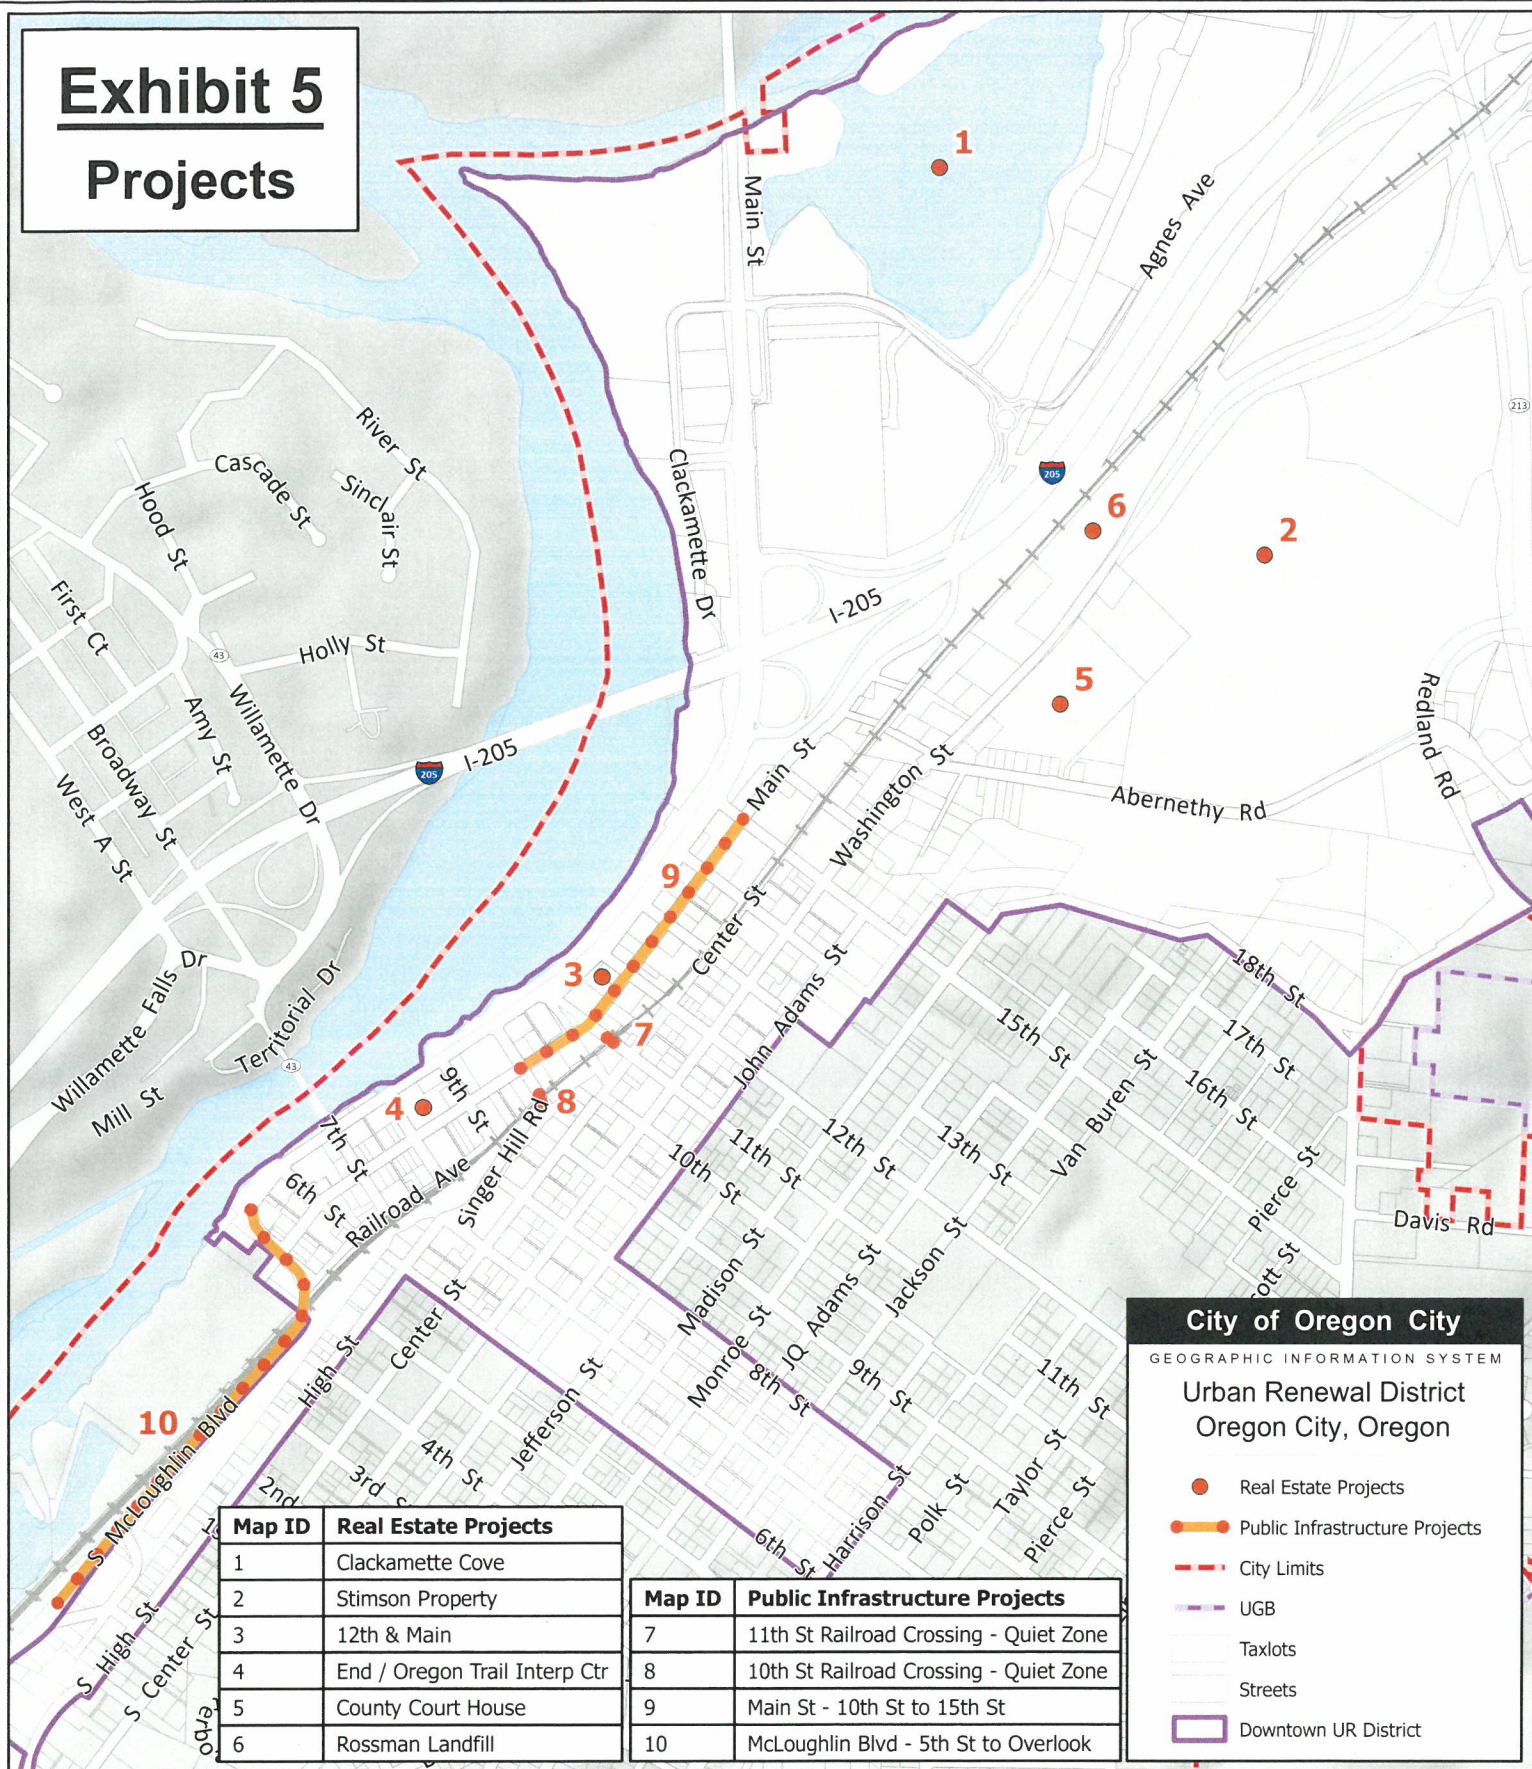 Exhibit 5
Projects
1
Main St
Agnes Ave
213
River St
Cascade St
Sinclair St
Hood St
Clackamette Dr
205
6
2
First Ct
I-205
43
Holly St
5
Redland Rd
Amy St
Willamette Dr
Broadway St
I-205
205
West A St
Main St
Washington St
Abernethy Rd
9
Center St
3
John Adams St
18th St
Willamette Falls Dr
Territorial Dr
43
7
15th St
17th St
Mill St
9th St
4
8
16th St
Van Buren St
7th St
12th St
13th St
11th St
10th St
6th St
Railroad Ave
Singer Hill Rd
Pierce St
Davis Rd
Madison St
JQ Adams St
Jackson St
Center St
High St
Monroe St
8th St
9th St
11th St
10
S McLoughlin Blvd
Jefferson St
4th St
3rd
2nd
Harrison St
Polk St
Taylor St
Pierce St
6th St
S High St
S Center St
Map ID Real Estate Projects
1 Clackamette Cove
2 Stimson Property
3 12th & Main
4 End / Oregon Trail Interp Ctr
5 County Court House
6 Rossman Landfill
Map ID Public Infrastructure Projects
7 11th St Railroad Crossing - Quiet Zone
8 10th St Railroad Crossing - Quiet Zone
9 Main St - 10th St to 15th St
10 McLoughlin Blvd - 5th St to Overlook
City of Oregon City
GEOGRAPHIC INFORMATION SYSTEM
Urban Renewal District
Oregon City, Oregon
Real Estate Projects
Public Infrastructure Projects
City Limits
UGB
Taxlots
Streets
Downtown UR District